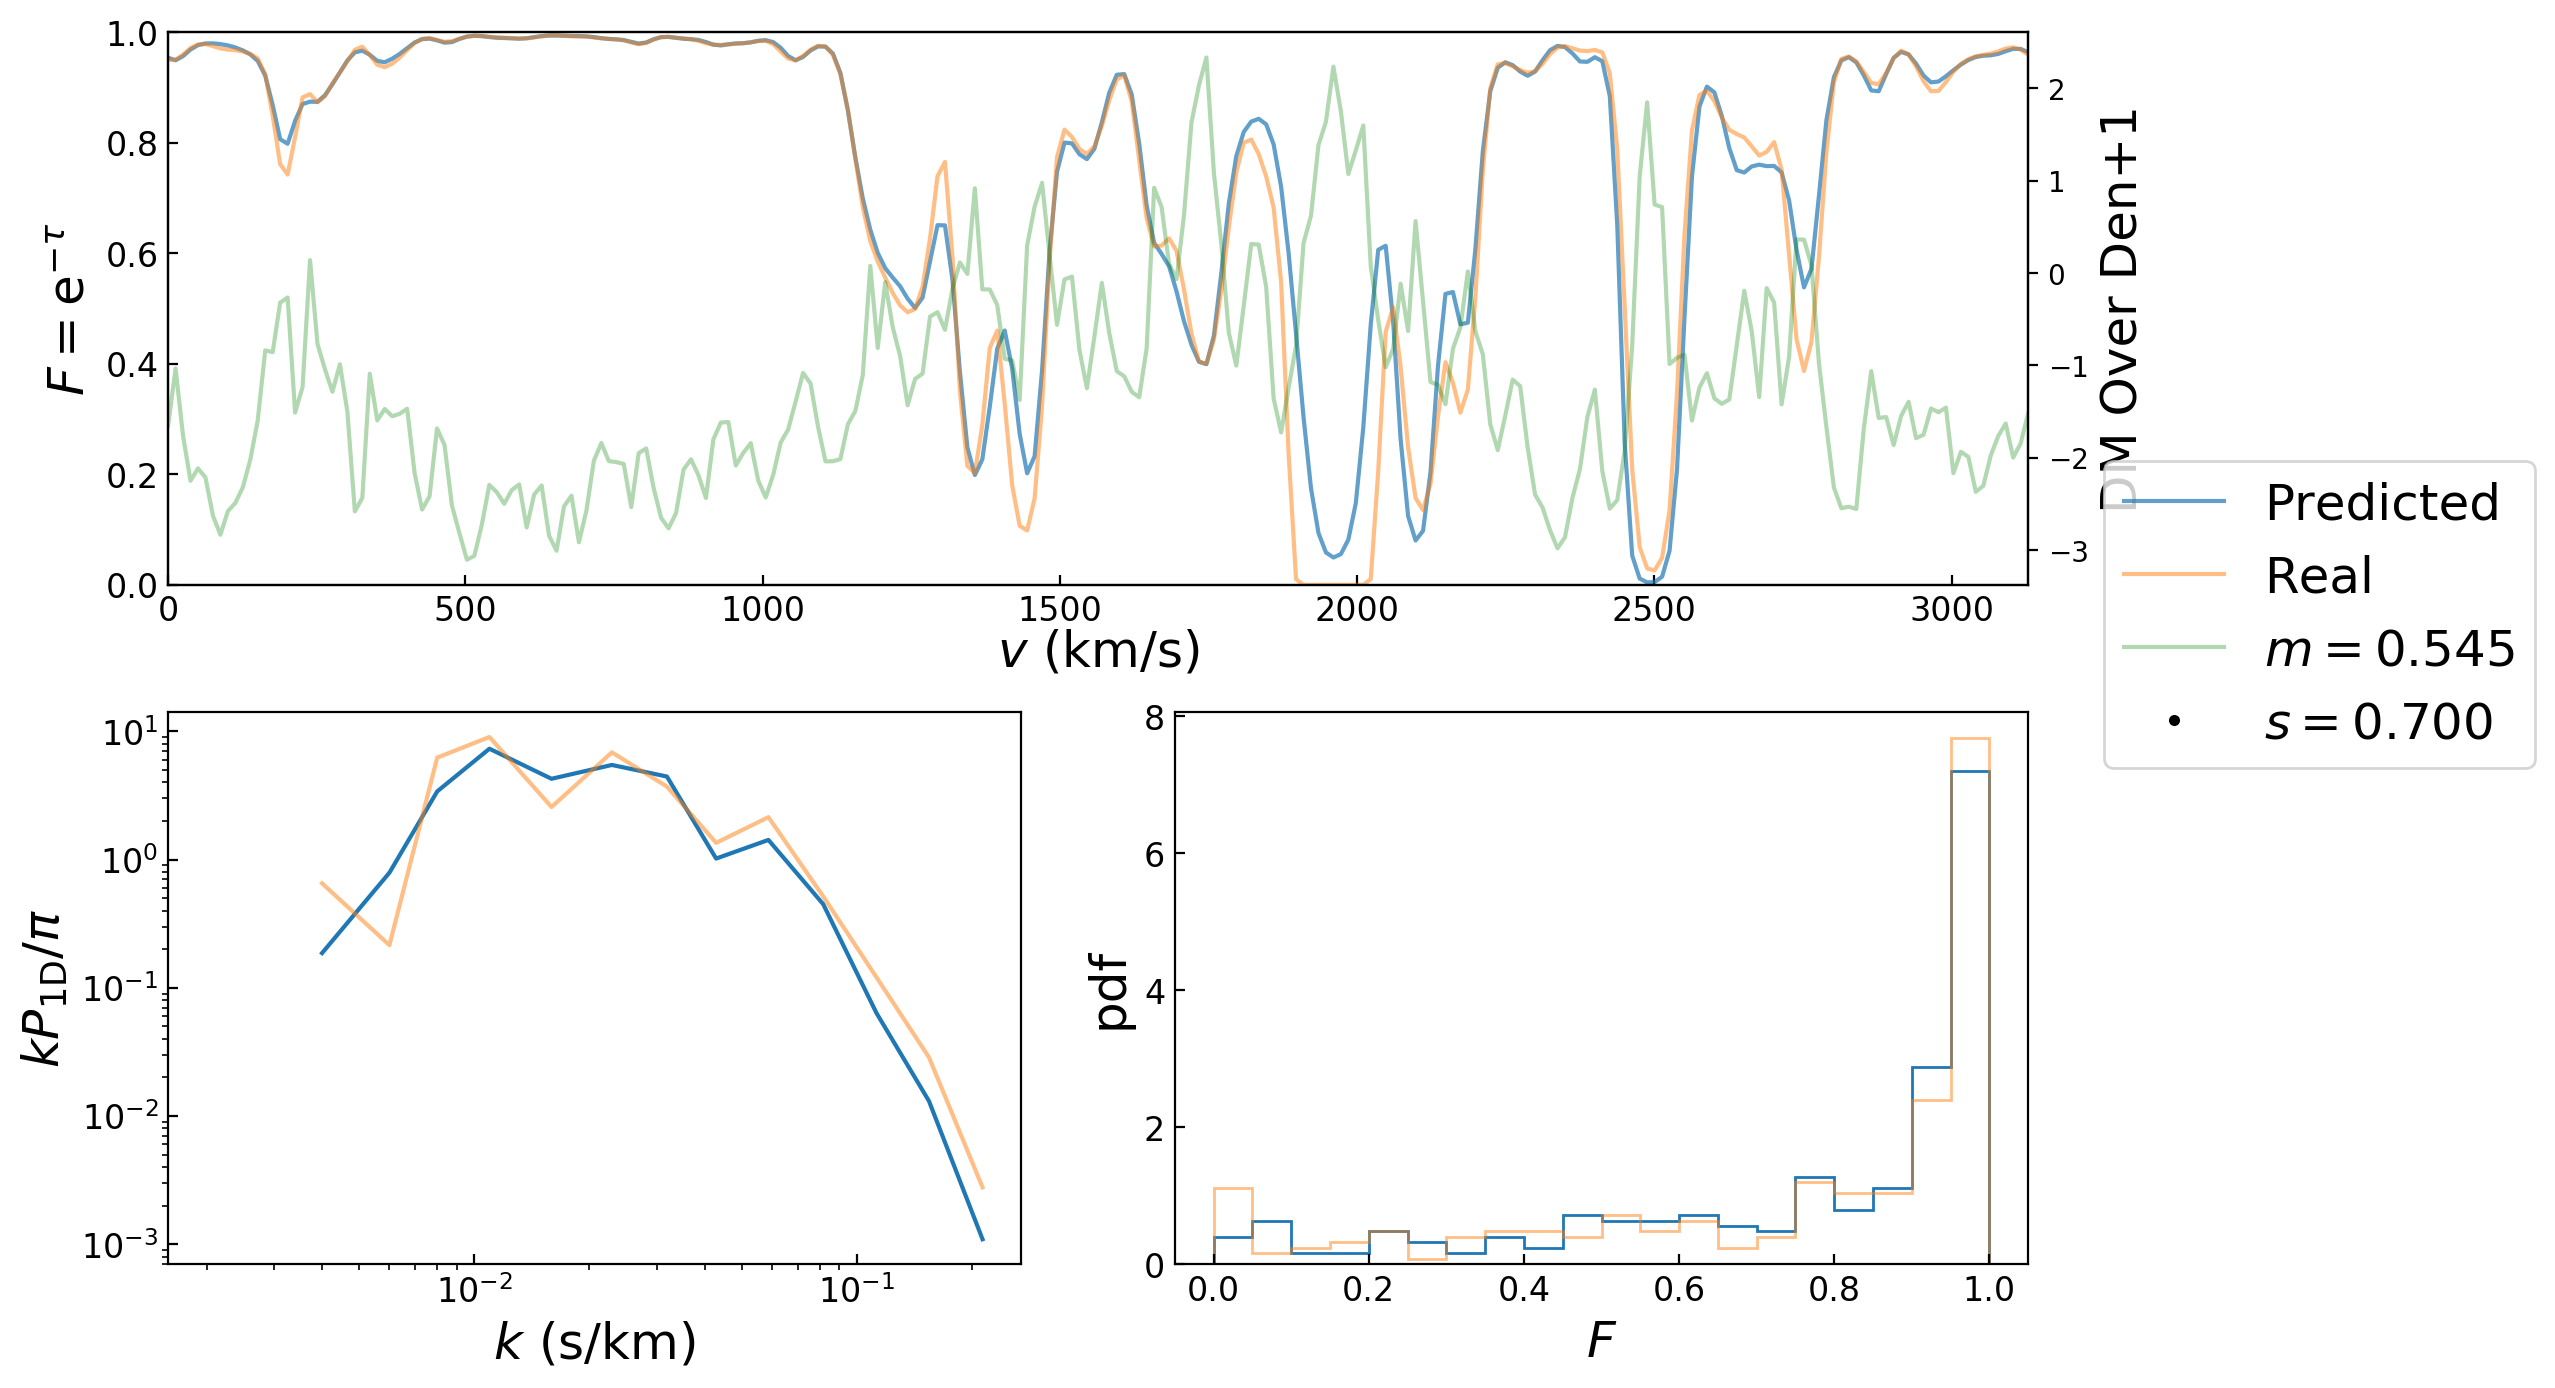 1.0
0.8
0.6
0.4
0.2
0.0
F = e^{-τ}
2
1
0
−1
−2
−3
DM Over Den+1
0 500 1000 1500 2000 2500 3000
v (km/s)
Predicted
Real
m = 0.545
s = 0.700
10^1
10^0
10^{−1}
10^{−2}
10^{−3}
kP_{1D}/π
10^{−2} 10^{−1}
k (s/km)
8
6
4
2
0
pdf
0.0 0.2 0.4 0.6 0.8 1.0
F